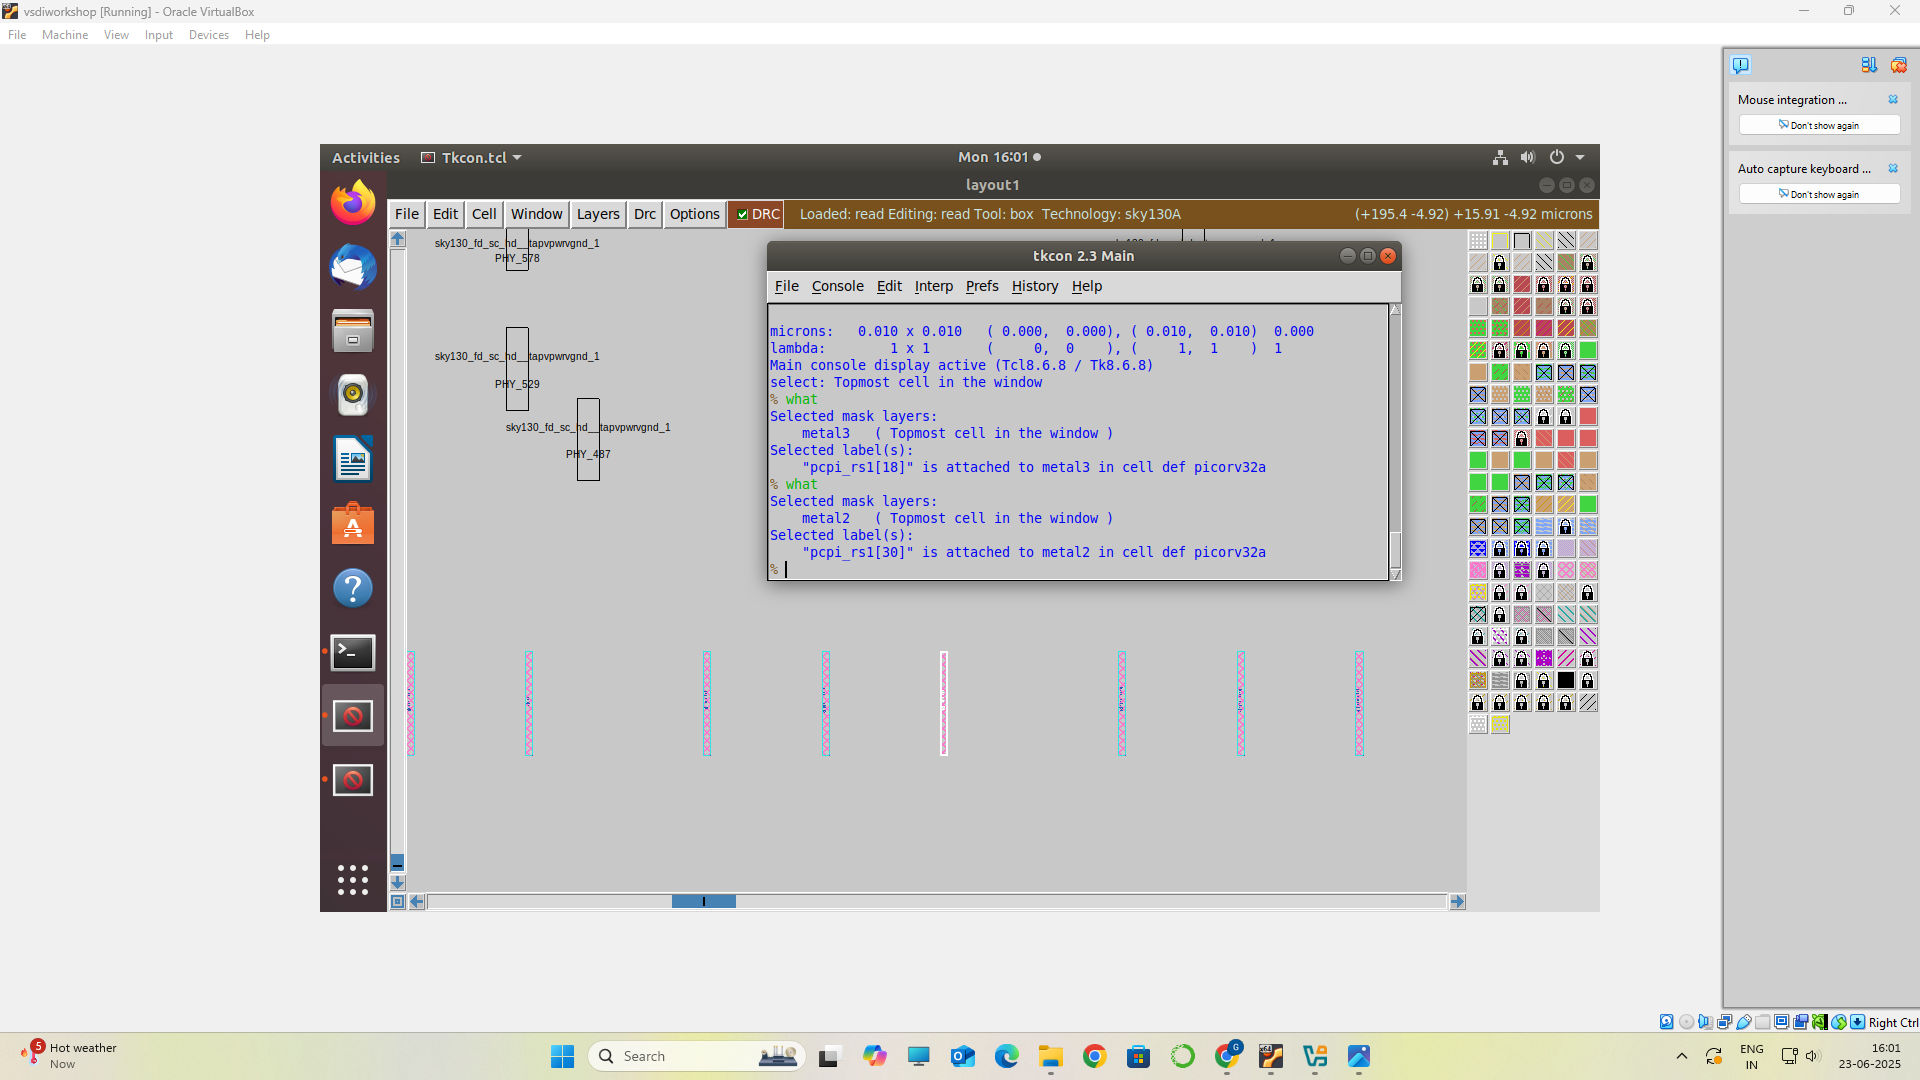 vsdiworkshop [Running] - Oracle VirtualBox
File Machine View Input Devices Help
Mouse integration ...
Don't show again
Auto capture keyboard ...
Don't show again
Activities Tkcon.tcl Mon 16:01
layout1
File Edit Cell Window Layers Drc Options DRC Loaded: read Editing: read Tool: box Technology: sky130A (+195.4 -4.92) +15.91 -4.92 microns
sky130_fd_sc_hd__tapvpwrvgnd_1
PHY_578
sky130_fd_sc_hd__tapvpwrvgnd_1
PHY_529
sky130_fd_sc_hd__tapvpwrvgnd_1
PHY_487
tkcon 2.3 Main
File Console Edit Interp Prefs History Help
microns: 0.010 x 0.010 ( 0.000, 0.000), ( 0.010, 0.010) 0.000
lambda: 1 x 1 ( 0, 0 ), ( 1, 1 ) 1
Main console display active (Tcl8.6.8 / Tk8.6.8)
select: Topmost cell in the window
% what
Selected mask layers:
metal3 ( Topmost cell in the window )
Selected label(s):
"pcpi_rs1[18]" is attached to metal3 in cell def picorv32a
% what
Selected mask layers:
metal2 ( Topmost cell in the window )
Selected label(s):
"pcpi_rs1[30]" is attached to metal2 in cell def picorv32a
%
Right Ctrl
5
Hot weather
Now
Search
G
ENG
IN
16:01
23-06-2025